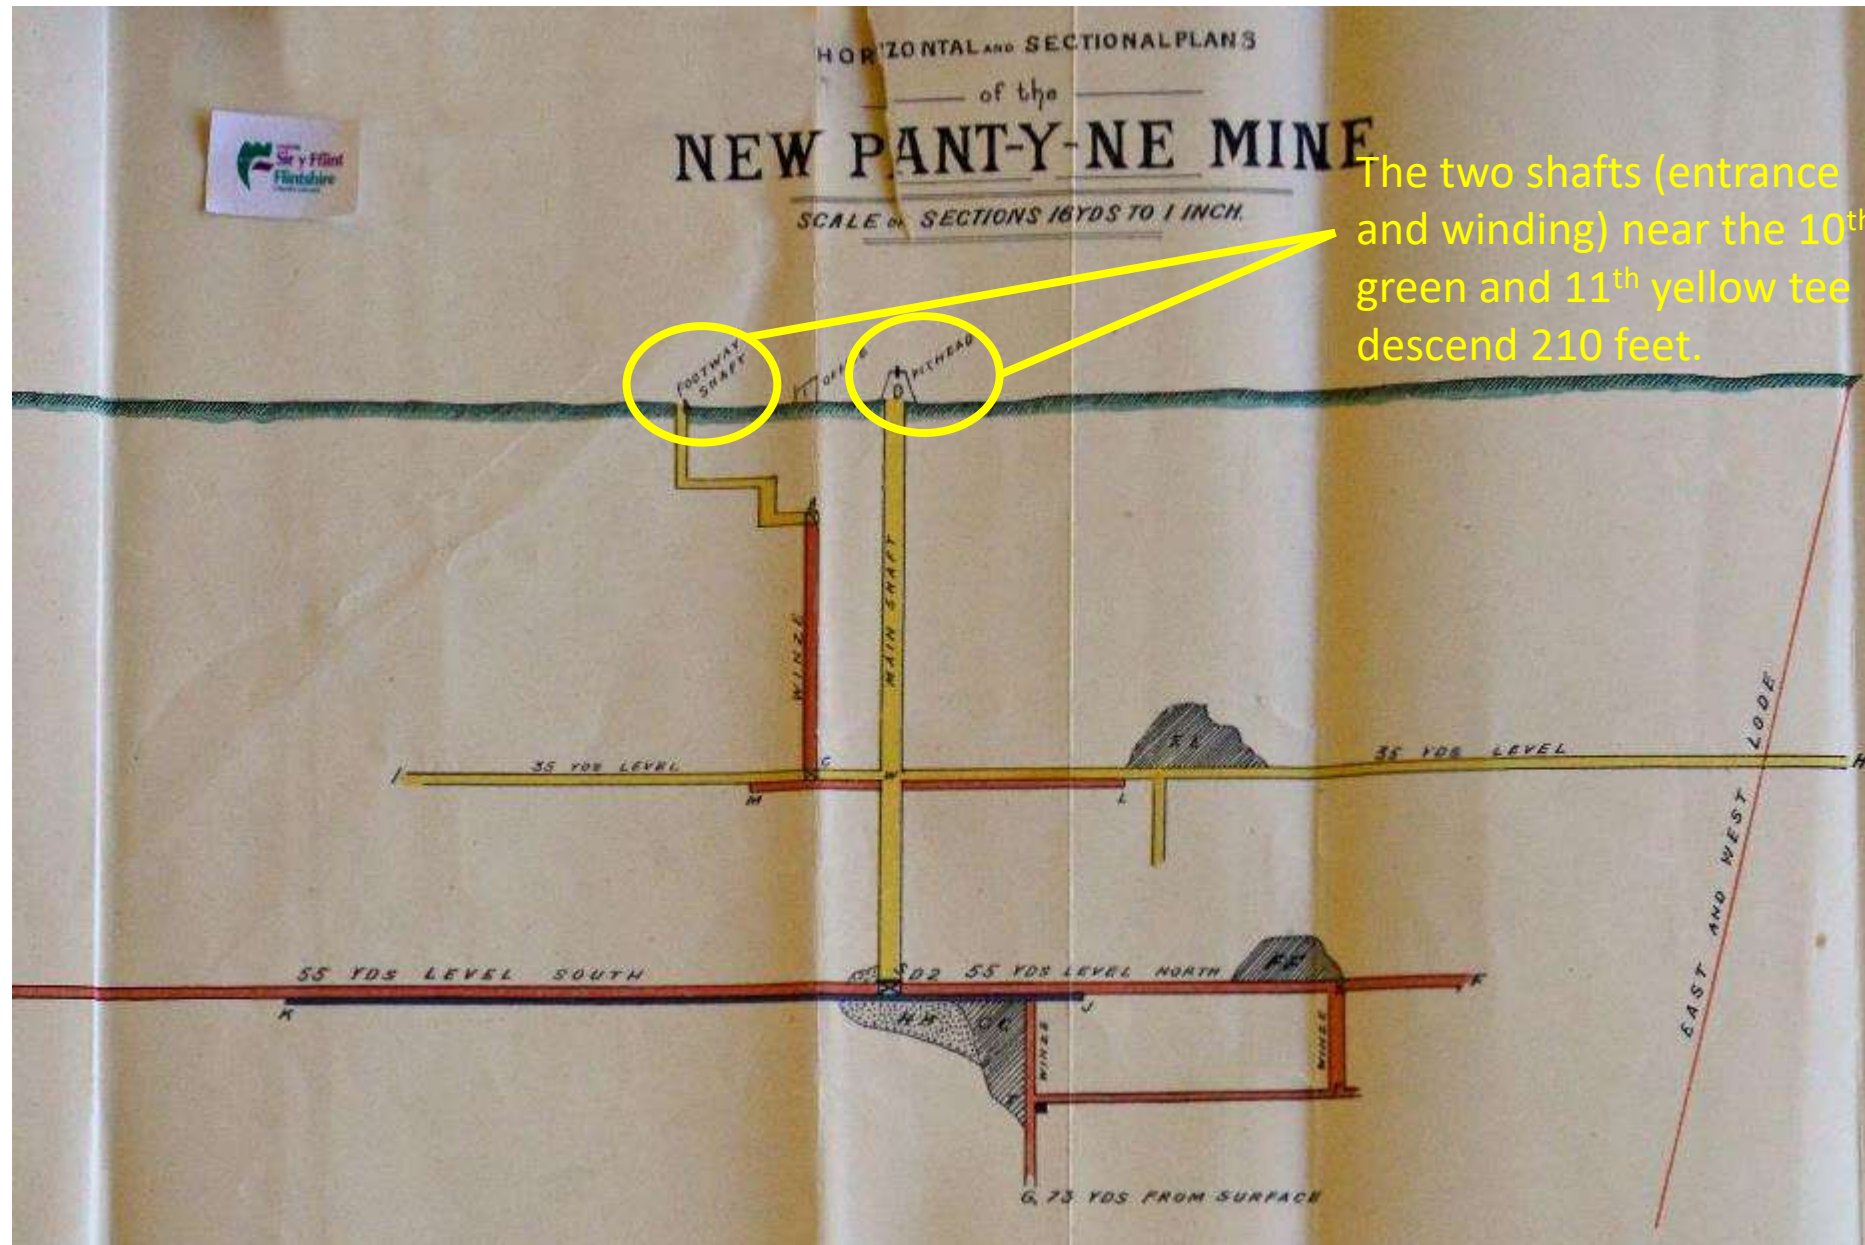 HORIZONTAL AND SECTIONAL PLANS
of the
NEW PANT-Y-NE MINE
SCALE OF SECTIONS 16 YDS TO 1 INCH.
Sir y Fflint
Flintshire
The two shafts (entrance
and winding) near the 10th
green and 11th yellow tee
descend 210 feet.
FOOTWAY
SHAFT
PITHEAD
D
A
WINZE
MAIN SHAFT
EAST AND WEST LODE
I
35 YDS LEVEL
C
M
L
35 YDS LEVEL
H
55 YDS LEVEL SOUTH
D2
55 YDS LEVEL NORTH
F
K
J
WINZE
WINZE
G, 73 YDS FROM SURFACE